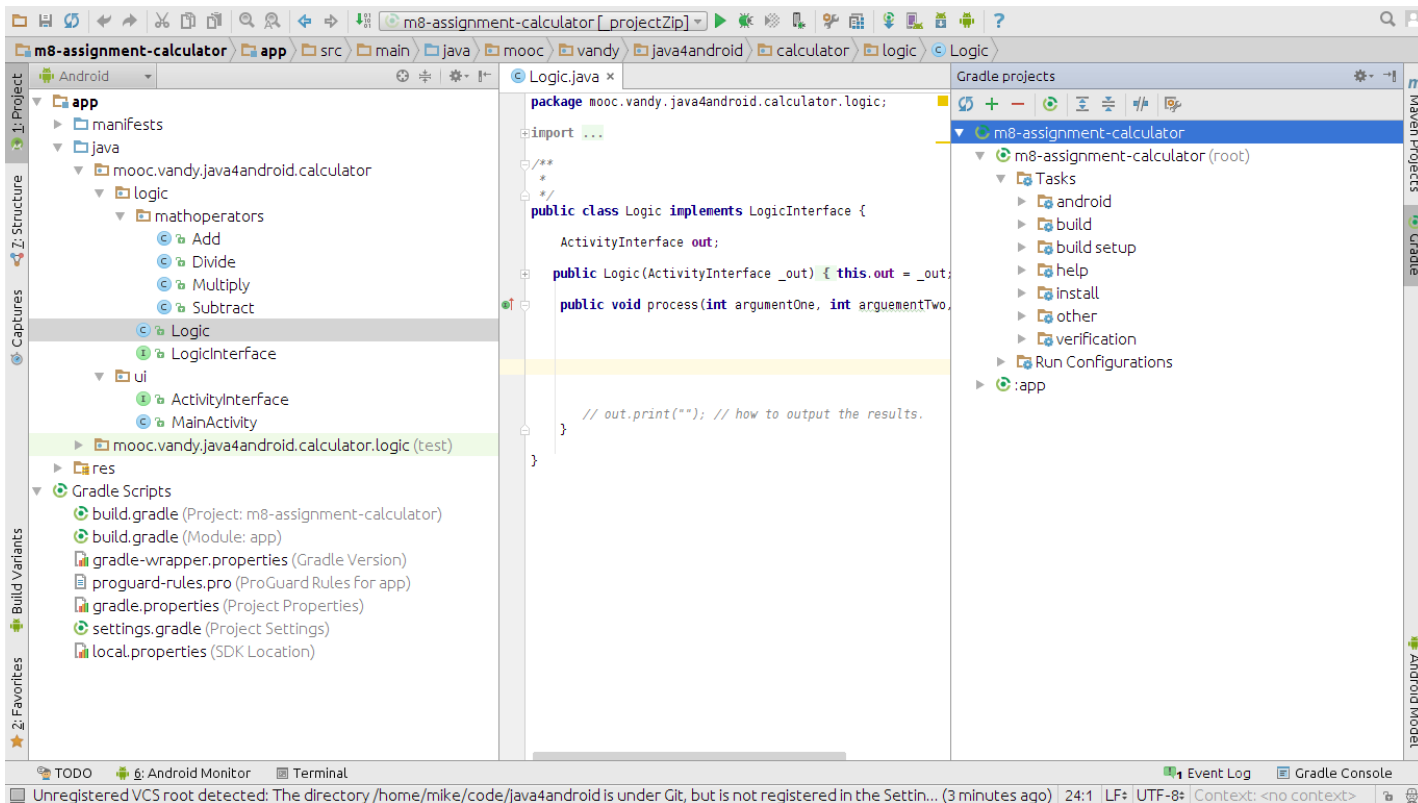 m8-assignment-calculator [_projectZip]
m8-assignment-calculator app src main java mooc vandy java4android calculator logic Logic
1: Project
Z: Structure
Captures
Build Variants
2: Favorites
Android
app
manifests
java
mooc.vandy.java4android.calculator
logic
mathoperators
Add
Divide
Multiply
Subtract
Logic
LogicInterface
ui
ActivityInterface
MainActivity
mooc.vandy.java4android.calculator.logic (test)
res
Gradle Scripts
build.gradle (Project: m8-assignment-calculator)
build.gradle (Module: app)
gradle-wrapper.properties (Gradle Version)
proguard-rules.pro (ProGuard Rules for app)
gradle.properties (Project Properties)
settings.gradle (Project Settings)
local.properties (SDK Location)
Logic.java ×
package mooc.vandy.java4android.calculator.logic;
import ...
/**
*
*/
public class Logic implements LogicInterface {
ActivityInterface out;
public Logic(ActivityInterface _out) { this.out = _out;
public void process(int argumentOne, int arguementTwo,
// out.print(""); // how to output the results.
}
}
Gradle projects
m8-assignment-calculator
m8-assignment-calculator (root)
Tasks
android
build
build setup
help
install
other
verification
Run Configurations
:app
Maven Projects
Gradle
Android Model
TODO 6: Android Monitor Terminal 1 Event Log Gradle Console
Unregistered VCS root detected: The directory /home/mike/code/java4android is under Git, but is not registered in the Settin... (3 minutes ago) 24:1 LF UTF-8 Context: <no context>